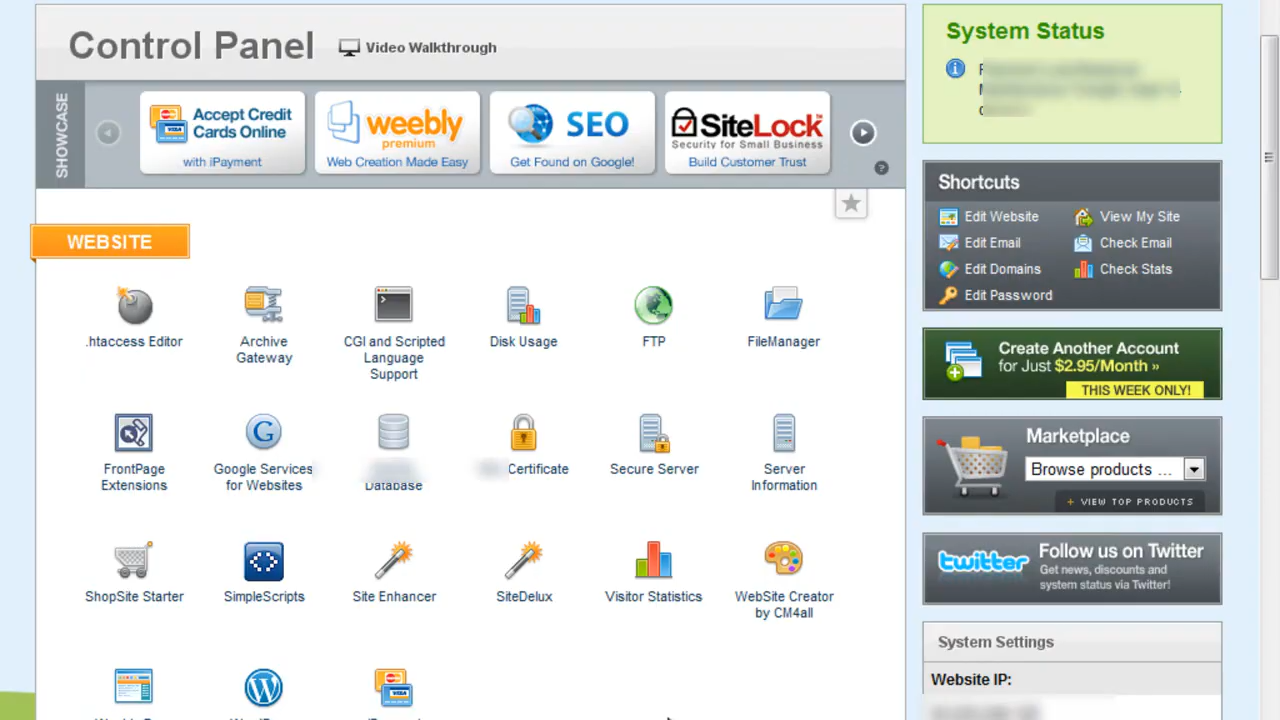 Control Panel
Video Walkthrough
SHOWCASE
Accept Credit
Cards Online
with iPayment
weebly
premium
Web Creation Made Easy
SEO
Get Found on Google!
SiteLock
Security for Small Business
Build Customer Trust
WEBSITE
.htaccess Editor
Archive
Gateway
CGI and Scripted
Language
Support
Disk Usage
FTP
FileManager
FrontPage
Extensions
Google Services
for Websites
Database
Certificate
Secure Server
Server
Information
ShopSite Starter
SimpleScripts
Site Enhancer
SiteDelux
Visitor Statistics
WebSite Creator
by CM4all
System Status
Shortcuts
Edit Website
View My Site
Edit Email
Check Email
Edit Domains
Check Stats
Edit Password
Create Another Account
for Just $2.95/Month »
THIS WEEK ONLY!
Marketplace
Browse products ...
+ VIEW TOP PRODUCTS
twitter
Follow us on Twitter
Get news, discounts and
system status via Twitter!
System Settings
Website IP: